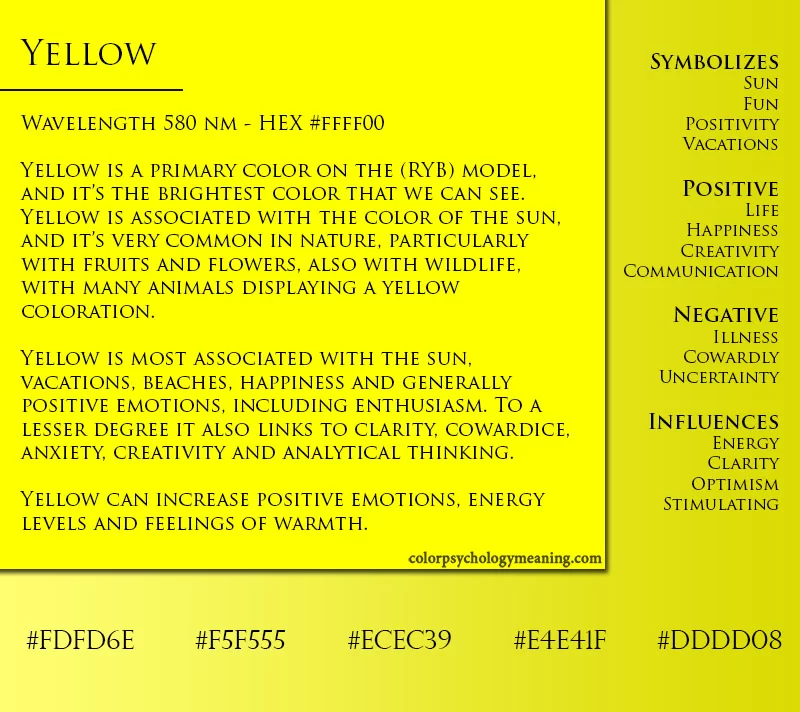 Yellow
Wavelength 580 nm - HEX #ffff00
Yellow is a primary color on the (RYB) model,
and it's the brightest color that we can see.
Yellow is associated with the color of the sun,
and it's very common in nature, particularly
with fruits and flowers, also with wildlife,
with many animals displaying a yellow
coloration.
Yellow is most associated with the sun,
vacations, beaches, happiness and generally
positive emotions, including enthusiasm. To a
lesser degree it also links to clarity, cowardice,
anxiety, creativity and analytical thinking.
Yellow can increase positive emotions, energy
levels and feelings of warmth.
colorpsychologymeaning.com
Symbolizes
Sun
Fun
Positivity
Vacations
Positive
Life
Happiness
Creativity
Communication
Negative
Illness
Cowardly
Uncertainty
Influences
Energy
Clarity
Optimism
Stimulating
#FDFD6E #F5F555 #ECEC39 #E4E41F #DDDD08